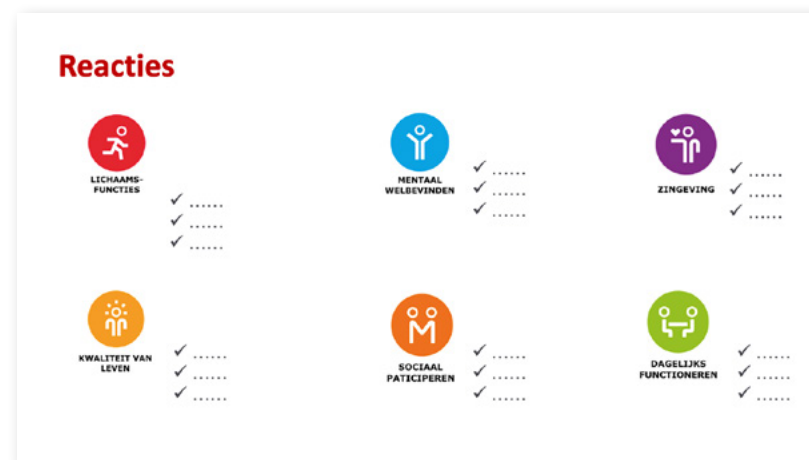 Reacties
LICHAAMS-
FUNCTIES
✓ ......
✓ ......
✓ ......
MENTAAL
WELBEVINDEN
✓ ......
✓ ......
✓ ......
ZINGEVING
✓ ......
✓ ......
✓ ......
KWALITEIT VAN
LEVEN
✓ ......
✓ ......
✓ ......
SOCIAAL
PATICIPEREN
✓ ......
✓ ......
✓ ......
DAGELIJKS
FUNCTIONEREN
✓ ......
✓ ......
✓ ......